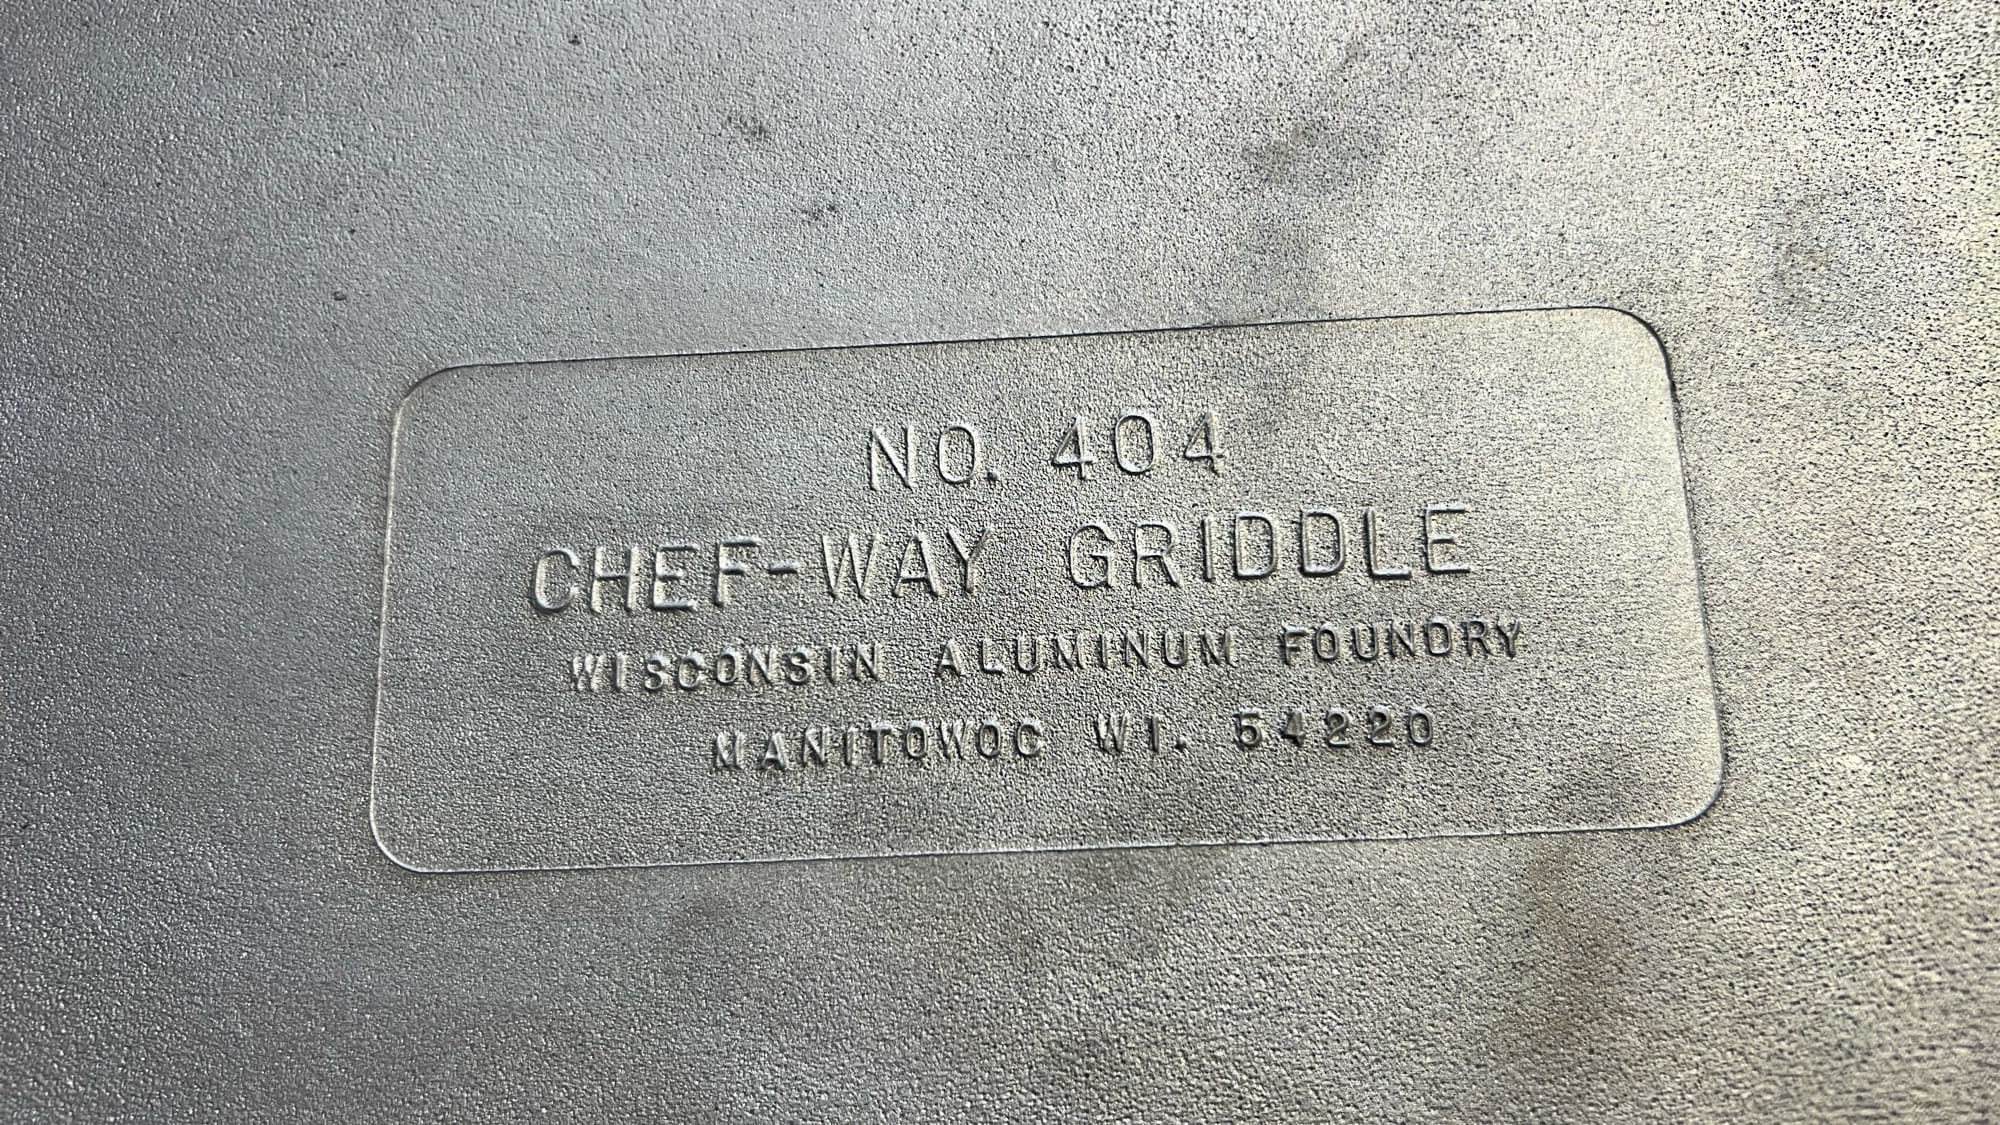 NO. 404
CHEF-WAY GRIDDLE
WISCONSIN ALUMINUM FOUNDRY
MANITOWOC WI. 54220